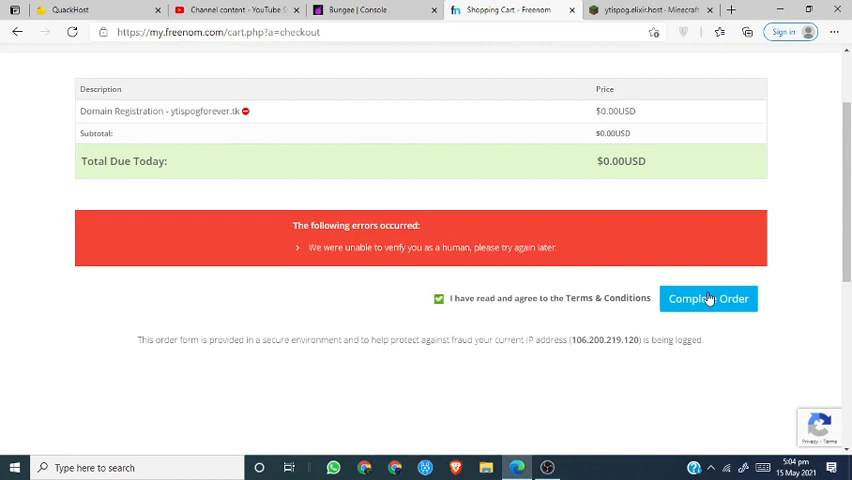 QuackHost
Channel content - YouTube S
Bungee | Console
Shopping Cart - Freenom
ytispog.elixir.host - Minecraft
https://my.freenom.com/cart.php?a=checkout
Sign in
Description Price
Domain Registration - ytispogforever.tk $0.00USD
Subtotal: $0.00USD
Total Due Today: $0.00USD
The following errors occurred:
We were unable to verify you as a human, please try again later.
I have read and agree to the Terms & Conditions
Complete Order
This order form is provided in a secure environment and to help protect against fraud your current IP address (106.200.219.120) is being logged.
Privacy - Terms
Type here to search
5:04 pm
15 May 2021